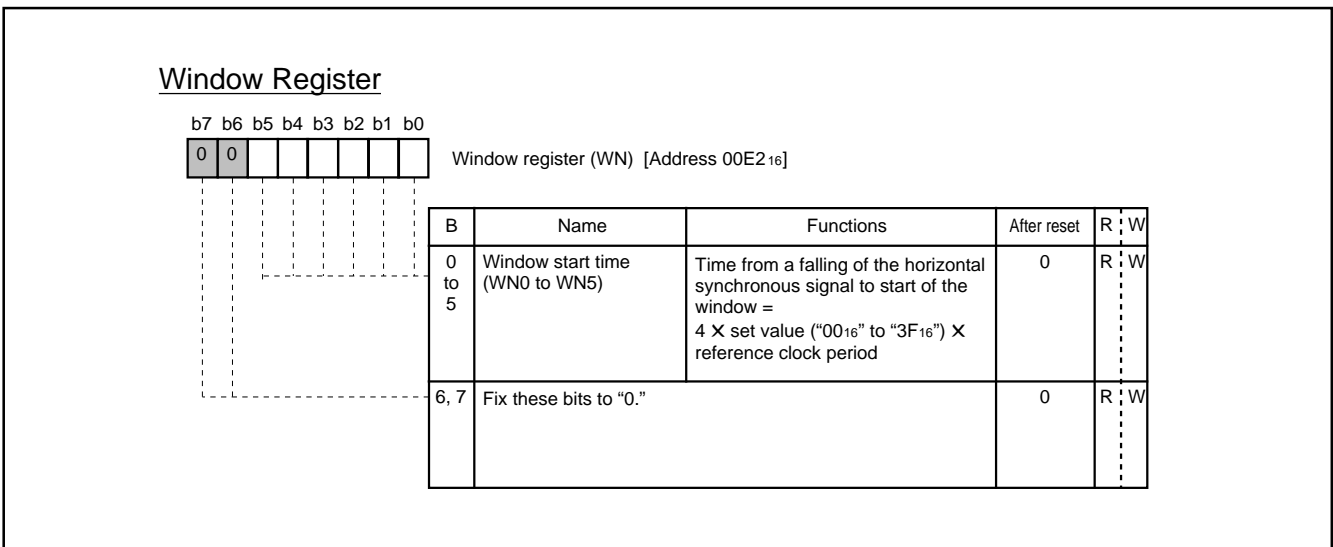 Window Register
b7 b6 b5 b4 b3 b2 b1 b0
0 0
Window register (WN) [Address 00E216]
B Name Functions After reset R W
0 to 5
Window start time
(WN0 to WN5)
Time from a falling of the horizontal
synchronous signal to start of the
window =
4 ✕ set value (“0016” to “3F16”) ✕
reference clock period
0 R W
6, 7 Fix these bits to “0.” 0 R W